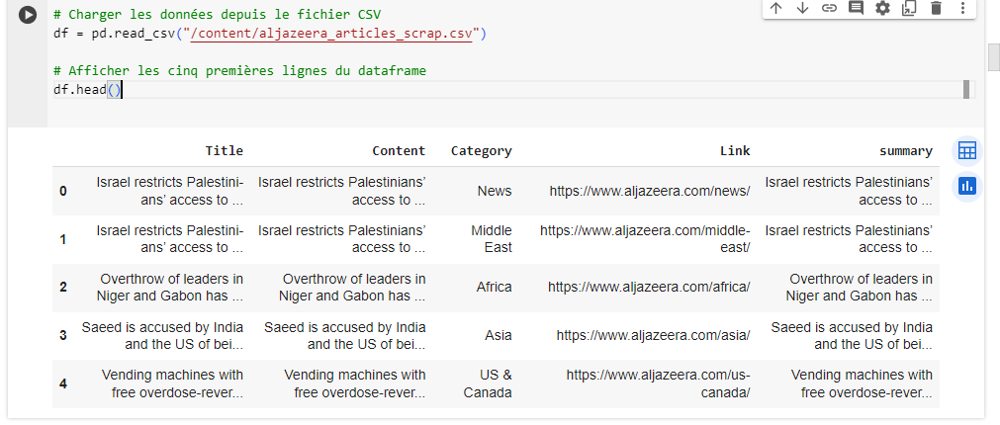 # Charger les données depuis le fichier CSV
df = pd.read_csv("/content/aljazeera_articles_scrap.csv")
# Afficher les cinq premières lignes du dataframe
df.head()
Title Content Category Link summary
0 Israel restricts Palestini- Israel restricts Palestinians’ News https://www.aljazeera.com/news/ Israel restricts Palestinians’
ans’ access to ... access to ... access to ...
1 Israel restricts Palestini- Israel restricts Palestinians’ Middle https://www.aljazeera.com/middle- Israel restricts Palestinians’
ans’ access to ... access to ... East east/ access to ...
2 Overthrow of leaders in Overthrow of leaders in Africa https://www.aljazeera.com/africa/ Overthrow of leaders in
Niger and Gabon has ... Niger and Gabon has ... Niger and Gabon has ...
3 Saeed is accused by India Saeed is accused by India Asia https://www.aljazeera.com/asia/ Saeed is accused by India
and the US of bei... and the US of bei... and the US of bei...
4 Vending machines with Vending machines with US & https://www.aljazeera.com/us- Vending machines with
free overdose-rever... free overdose-rever... Canada canada/ free overdose-rever...